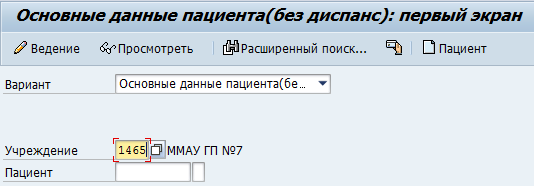 Основные данные пациента(без диспанс): первый экран
Ведение Просмотреть Расширенный поиск... Пациент
Вариант Основные данные пациента(бе...
Учреждение 1465 ММАУ ГП №7
Пациент